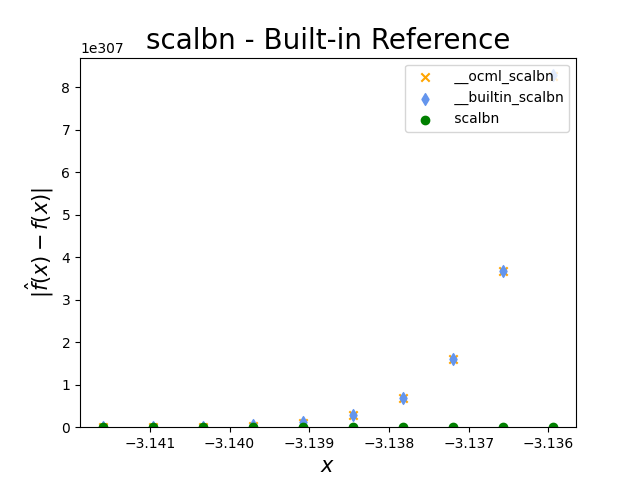 scalbn - Built-in Reference
1e307
__ocml_scalbn
__builtin_scalbn
scalbn
8
7
6
5
4
3
2
1
0
|f̂(x) − f(x)|
−3.141
−3.140
−3.139
−3.138
−3.137
−3.136
x